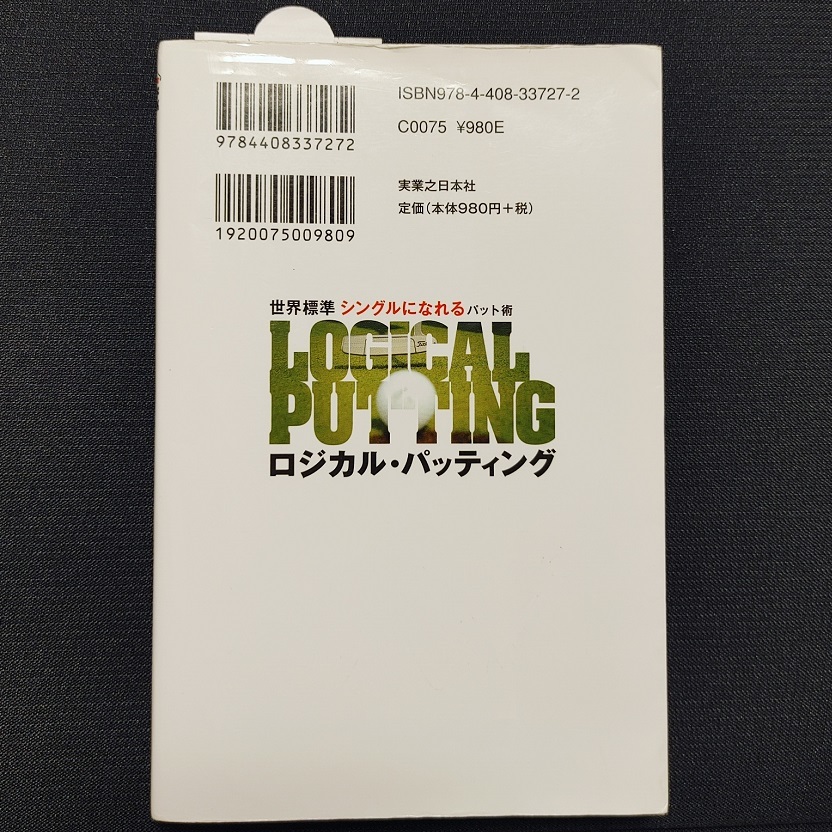 ISBN978-4-408-33727-2
9784408337272
C0075 ¥980E
実業之日本社
定価(本体980円+税)
1920075009809
世界標準 シングルになれるパット術
LOGICAL
PUTTING
ロジカル・パッティング